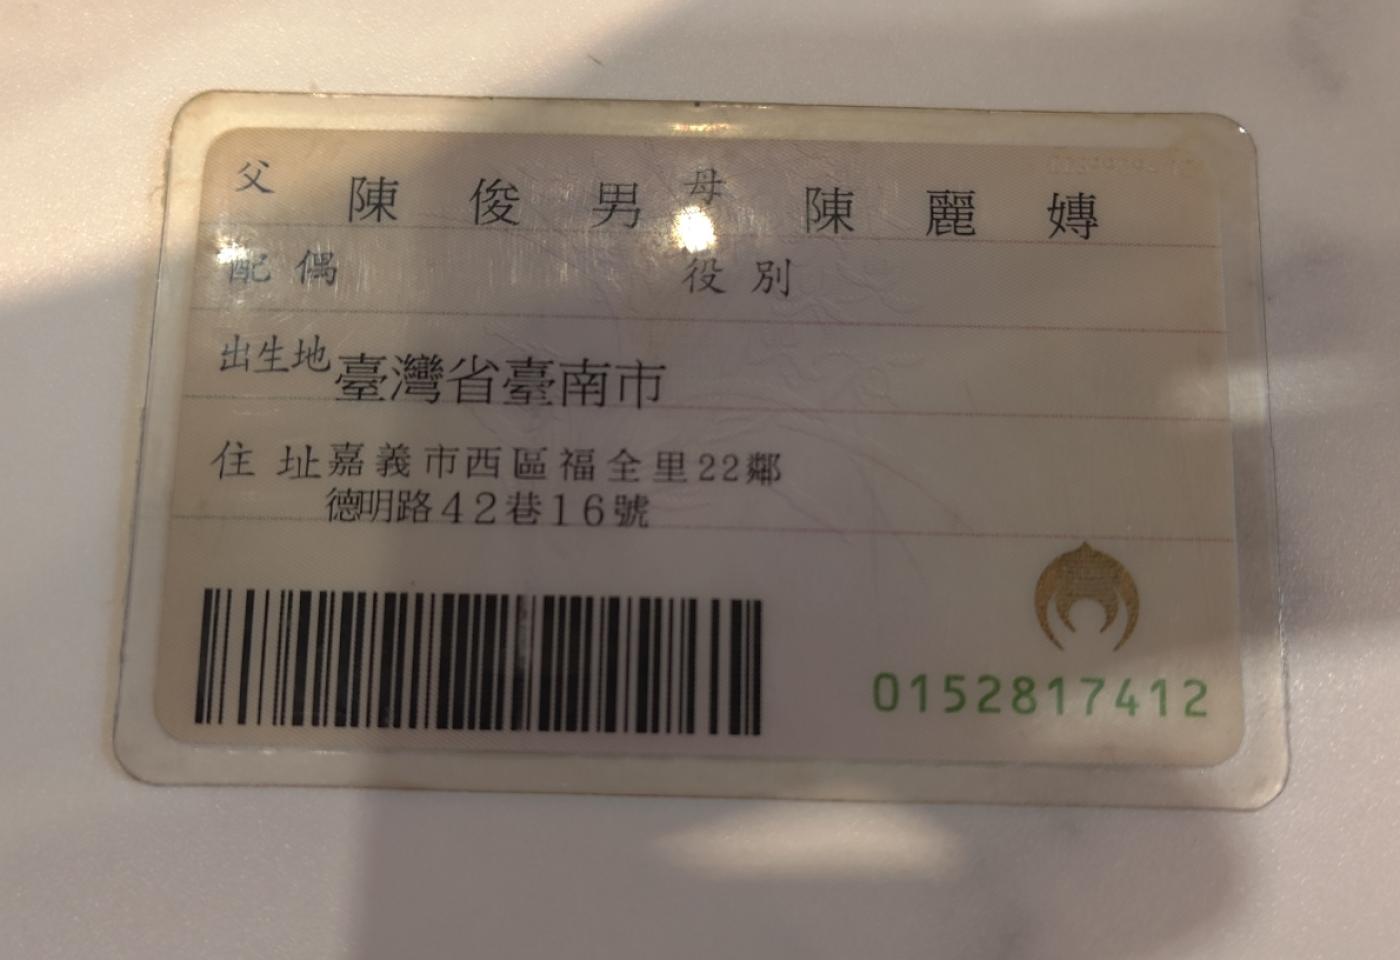 父 陳俊男 母 陳麗嫥
配偶 役別
出生地 臺灣省臺南市
住址 嘉義市西區福全里22鄰
德明路42巷16號
0152817412